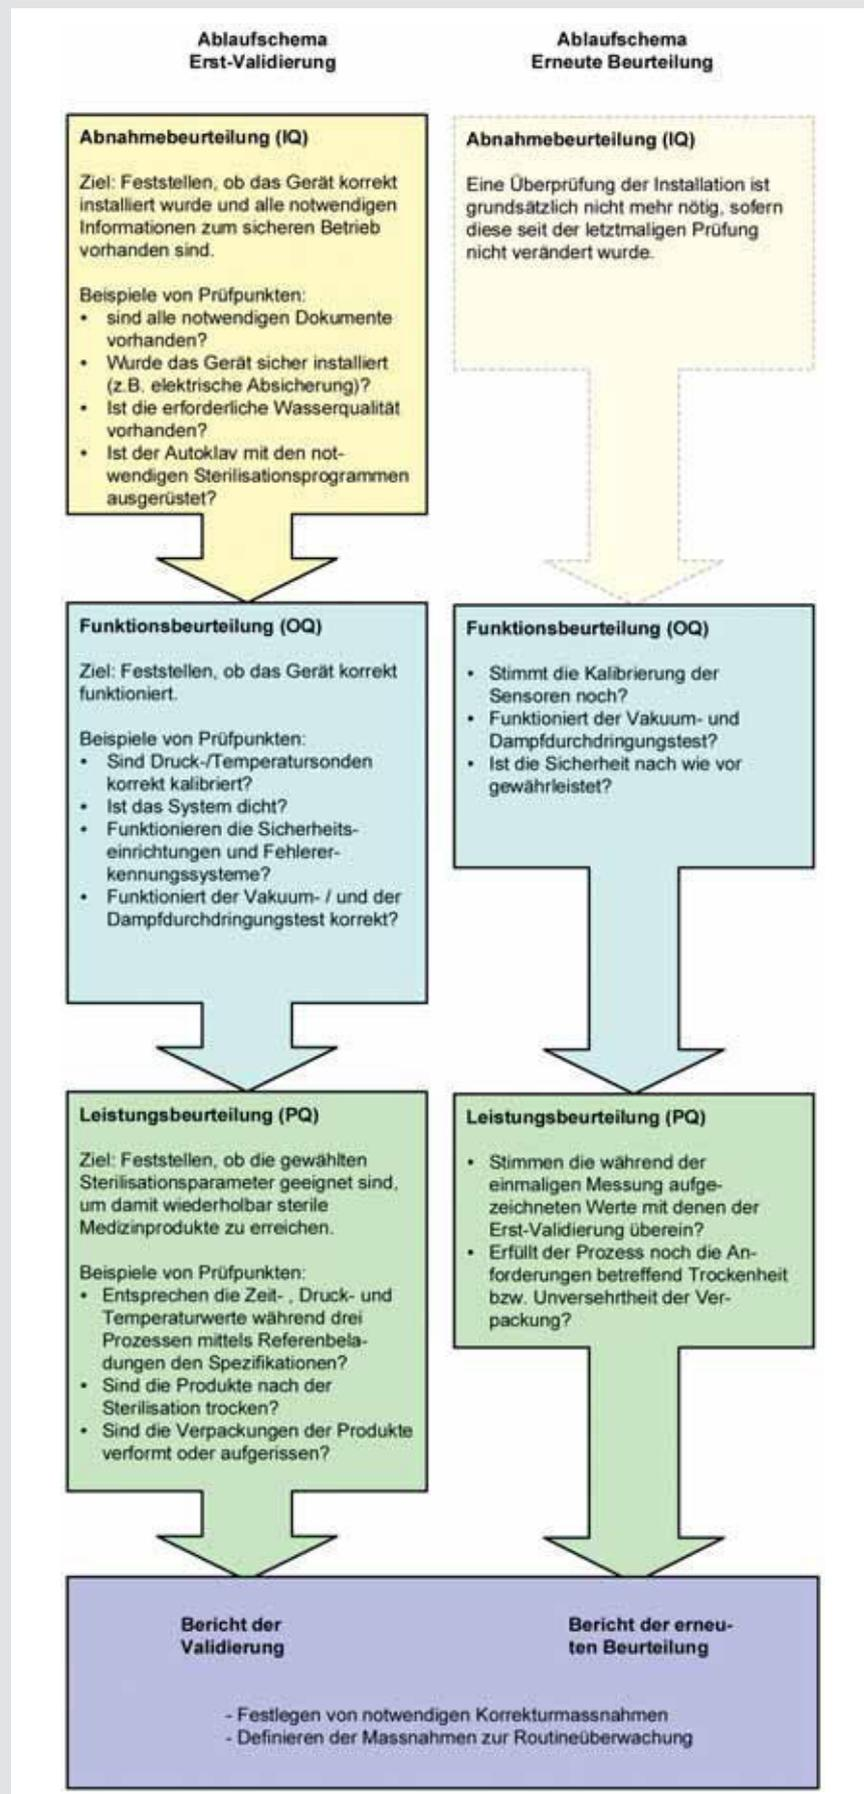 Ablaufschema
Erst-Validierung
Ablaufschema
Erneute Beurteilung
Abnahmebeurteilung (IQ)
Ziel: Feststellen, ob das Gerät korrekt
installiert wurde und alle notwendigen
Informationen zum sicheren Betrieb
vorhanden sind.
Beispiele von Prüfpunkten:
• sind alle notwendigen Dokumente
vorhanden?
• Wurde das Gerät sicher installiert
(z.B. elektrische Absicherung)?
• Ist die erforderliche Wasserqualität
vorhanden?
• Ist der Autoklav mit den not-
wendigen Sterilisationsprogrammen
ausgerüstet?
Abnahmebeurteilung (IQ)
Eine Überprüfung der Installation ist
grundsätzlich nicht mehr nötig, sofern
diese seit der letztmaligen Prüfung
nicht verändert wurde.
Funktionsbeurteilung (OQ)
Ziel: Feststellen, ob das Gerät korrekt
funktioniert.
Beispiele von Prüfpunkten:
• Sind Druck-/Temperatursonden
korrekt kalibriert?
• Ist das System dicht?
• Funktionieren die Sicherheits-
einrichtungen und Fehlerer-
kennungssysteme?
• Funktioniert der Vakuum- / und der
Dampfdurchdringungstest korrekt?
Funktionsbeurteilung (OQ)
• Stimmt die Kalibrierung der
Sensoren noch?
• Funktioniert der Vakuum- und
Dampfdurchdringungstest?
• Ist die Sicherheit nach wie vor
gewährleistet?
Leistungsbeurteilung (PQ)
Ziel: Feststellen, ob die gewählten
Sterilisationsparameter geeignet sind,
um damit wiederholbar sterile
Medizinprodukte zu erreichen.
Beispiele von Prüfpunkten:
• Entsprechen die Zeit- , Druck- und
Temperaturwerte während drei
Prozessen mittels Referenbela-
dungen den Spezifikationen?
• Sind die Produkte nach der
Sterilisation trocken?
• Sind die Verpackungen der Produkte
verformt oder aufgerissen?
Leistungsbeurteilung (PQ)
• Stimmen die während der
einmaligen Messung aufge-
zeichneten Werte mit denen der
Erst-Validierung überein?
• Erfüllt der Prozess noch die An-
forderungen betreffend Trockenheit
bzw. Unversehrtheit der Ver-
packung?
Bericht der
Validierung
Bericht der erneu-
ten Beurteilung
- Festlegen von notwendigen Korrekturmassnahmen
- Definieren der Massnahmen zur Routineüberwachung